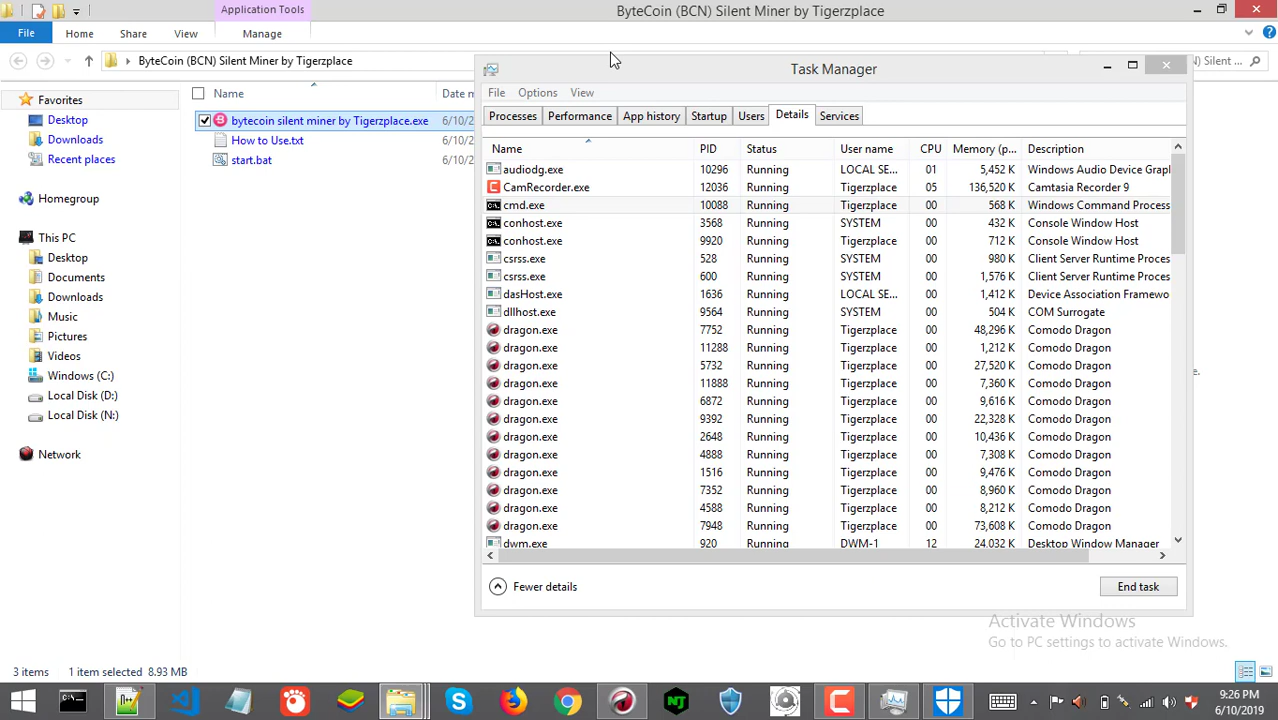 Application Tools
ByteCoin (BCN) Silent Miner by Tigerzplace
File Home Share View Manage
ByteCoin (BCN) Silent Miner by Tigerzplace
N) Silent ...
Favorites
Desktop
Downloads
Recent places
Homegroup
This PC
Desktop
Documents
Downloads
Music
Pictures
Videos
Windows (C:)
Local Disk (D:)
Local Disk (N:)
Network
Name Date m
bytecoin silent miner by Tigerzplace.exe 6/10/2
How to Use.txt 6/10/2
start.bat 6/10/2
Task Manager
File Options View
Processes Performance App history Startup Users Details Services
Name PID Status User name CPU Memory (p... Description
audiodg.exe 10296 Running LOCAL SE... 01 5,452 K Windows Audio Device Grap
CamRecorder.exe 12036 Running Tigerzplace 05 136,520 K Camtasia Recorder 9
cmd.exe 10088 Running Tigerzplace 00 568 K Windows Command Process
conhost.exe 3568 Running SYSTEM 00 432 K Console Window Host
conhost.exe 9920 Running Tigerzplace 00 712 K Console Window Host
csrss.exe 528 Running SYSTEM 00 980 K Client Server Runtime Proces
csrss.exe 600 Running SYSTEM 00 1,576 K Client Server Runtime Proces
dasHost.exe 1636 Running LOCAL SE... 00 1,412 K Device Association Framewo
dllhost.exe 9564 Running SYSTEM 00 504 K COM Surrogate
dragon.exe 7752 Running Tigerzplace 00 48,296 K Comodo Dragon
dragon.exe 11288 Running Tigerzplace 00 1,212 K Comodo Dragon
dragon.exe 5732 Running Tigerzplace 00 27,520 K Comodo Dragon
dragon.exe 11888 Running Tigerzplace 00 7,360 K Comodo Dragon
dragon.exe 6872 Running Tigerzplace 00 9,616 K Comodo Dragon
dragon.exe 9392 Running Tigerzplace 00 22,328 K Comodo Dragon
dragon.exe 2648 Running Tigerzplace 00 10,436 K Comodo Dragon
dragon.exe 4888 Running Tigerzplace 00 7,308 K Comodo Dragon
dragon.exe 1516 Running Tigerzplace 00 9,476 K Comodo Dragon
dragon.exe 7352 Running Tigerzplace 00 8,960 K Comodo Dragon
dragon.exe 4588 Running Tigerzplace 00 8,212 K Comodo Dragon
dragon.exe 7948 Running Tigerzplace 00 73,608 K Comodo Dragon
dwm.exe 920 Running DWM-1 12 24,032 K Desktop Window Manager
Fewer details End task
e.
Activate Windows
Go to PC settings to activate Windows.
3 items 1 item selected 8.93 MB
9:26 PM
6/10/2019